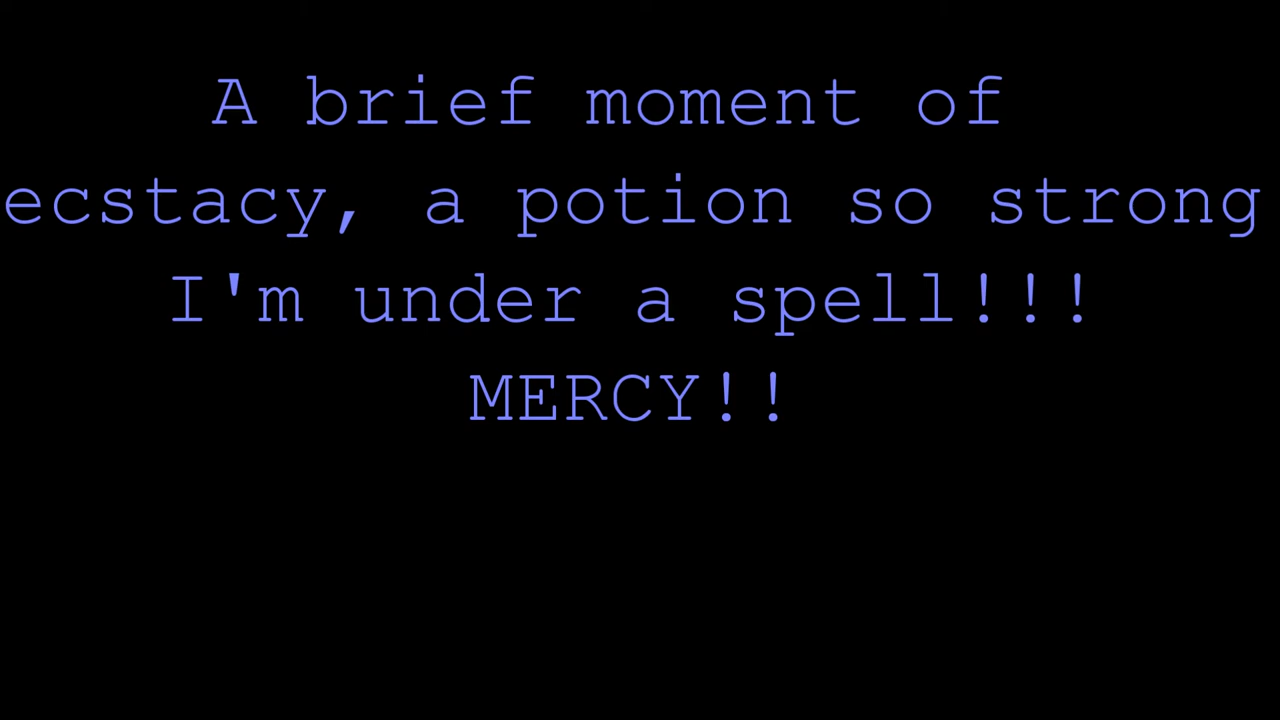 A brief moment of
ecstacy, a potion so strong
I'm under a spell!!!
MERCY!!